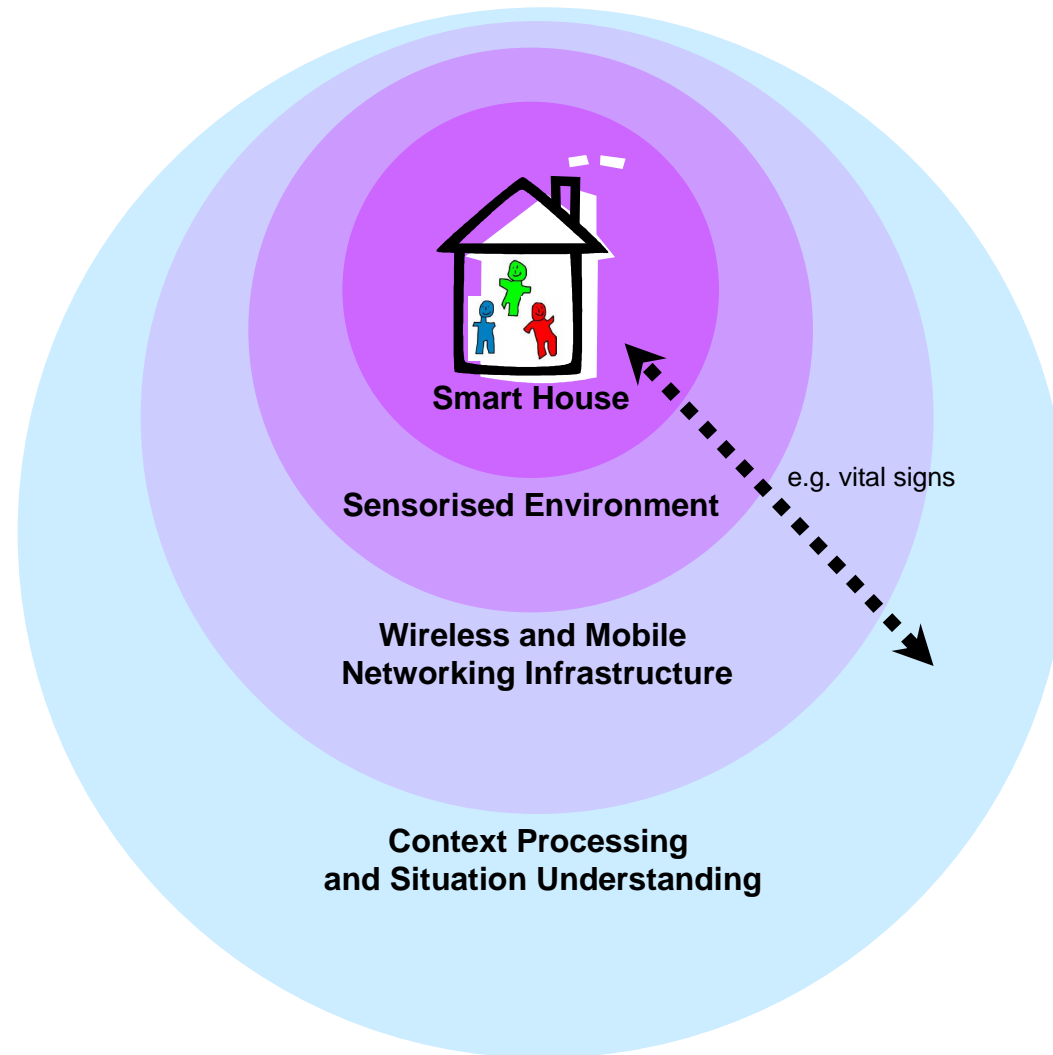 Smart House
e.g. vital signs
Sensorised Environment
Wireless and Mobile
Networking Infrastructure
Context Processing
and Situation Understanding